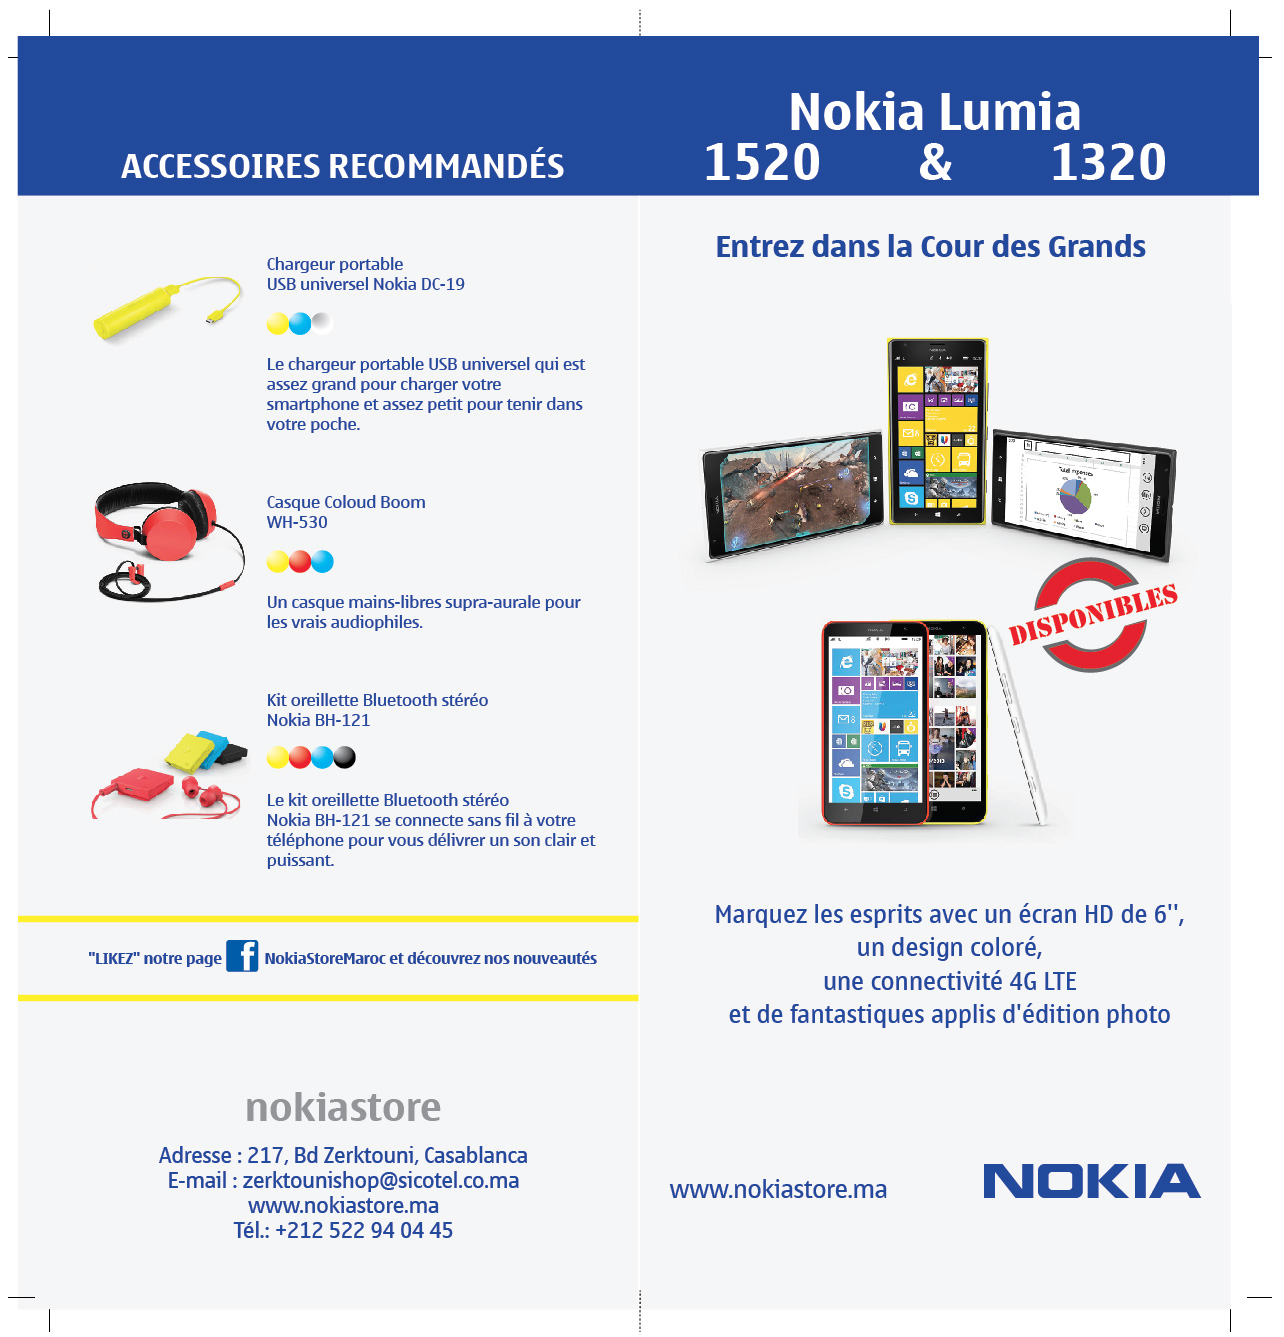 ACCESSOIRES RECOMMANDÉS
Chargeur portable
USB universel Nokia DC-19
Le chargeur portable USB universel qui est
assez grand pour charger votre
smartphone et assez petit pour tenir dans
votre poche.
Casque Coloud Boom
WH-530
Un casque mains-libres supra-aurale pour
les vrais audiophiles.
Kit oreillette Bluetooth stéréo
Nokia BH-121
Le kit oreillette Bluetooth stéréo
Nokia BH-121 se connecte sans fil à votre
téléphone pour vous délivrer un son clair et
puissant.
"LIKEZ" notre page f NokiaStoreMaroc et découvrez nos nouveautés
nokiastore
Adresse : 217, Bd Zerktouni, Casablanca
E-mail : zerktounishop@sicotel.co.ma
www.nokiastore.ma
Tél.: +212 522 94 04 45
Nokia Lumia
1520 & 1320
Entrez dans la Cour des Grands
NOKIA
Total expenses
NOKIA
NOKIA
DISPONIBLES
NOKIA
NOKIA
Marquez les esprits avec un écran HD de 6'',
un design coloré,
une connectivité 4G LTE
et de fantastiques applis d'édition photo
www.nokiastore.ma
NOKIA